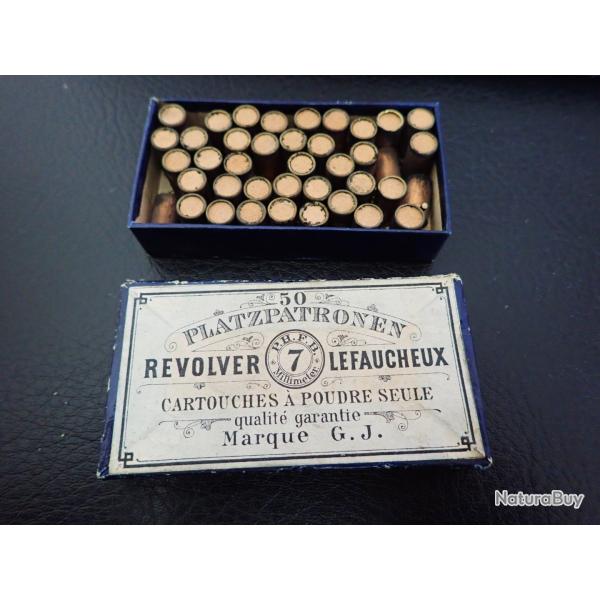 50
PLATZPATRONEN
P.H.F.D.
REVOLVER 7 LEFAUCHEUX
Millimeter
CARTOUCHES À POUDRE SEULE
qualité garantie
Marque G. J.
NaturaBuy